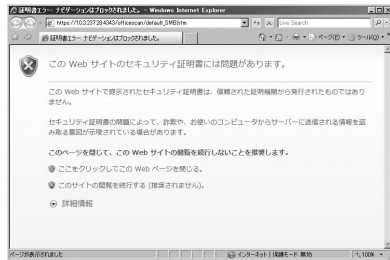 証明書エラー: ナビゲーションはブロックされました。 - Windows Internet Explorer
Live Search
証明書エラー: ナビゲーションはブロックされました。
ページ(P)
ツール(O)
この Web サイトのセキュリティ証明書には問題があります。
この Web サイトで提示されたセキュリティ証明書は、信頼された証明機関から発行されたものではあり
ません。
セキュリティ証明書の問題によって、詐欺や、お使いのコンピュータからサーバーに送信される情報を盗
み取る意図が示唆されている場合があります。
このページを閉じて、この Web サイトの閲覧を続行しないことを推奨します。
ここをクリックしてこの Web ページを閉じる。
このサイトの閲覧を続行する (推奨されません)。
詳細情報
ページが表示されました
インターネット | 保護モード: 無効
100%